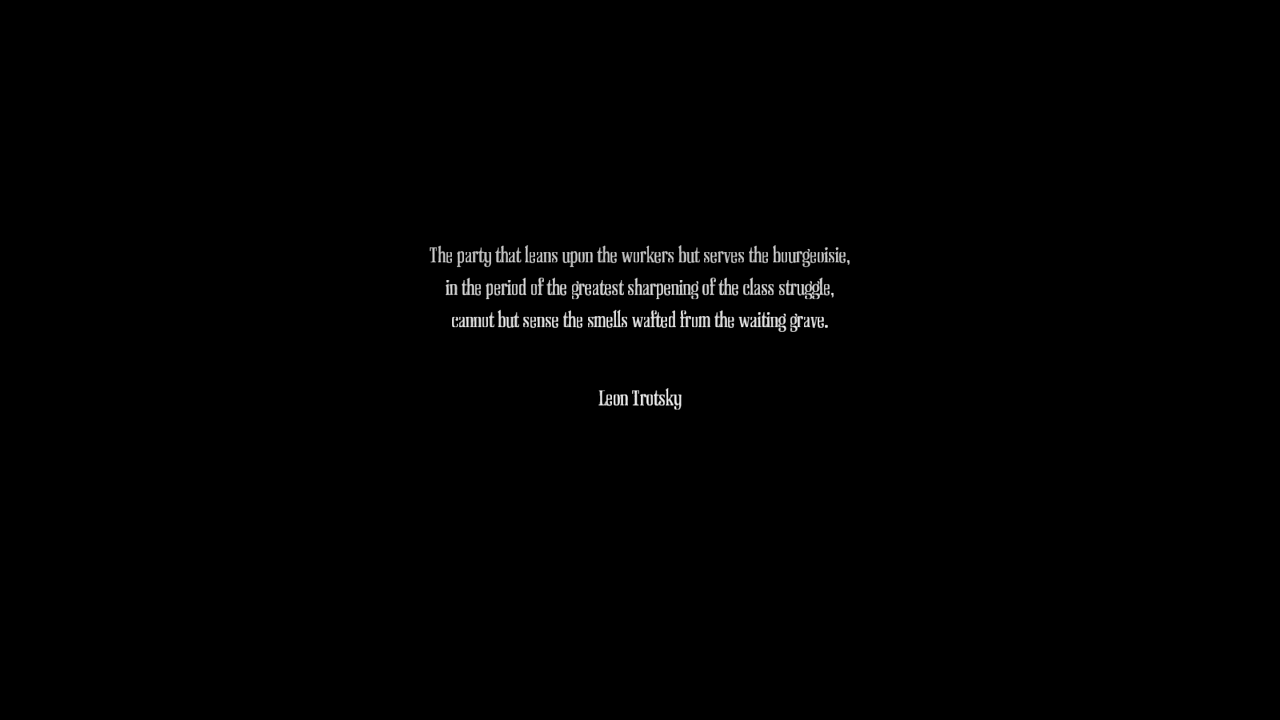 The party that leans upon the workers but serves the bourgeoisie,
in the period of the greatest sharpening of the class struggle,
cannot but sense the smells wafted from the waiting grave.
Leon Trotsky